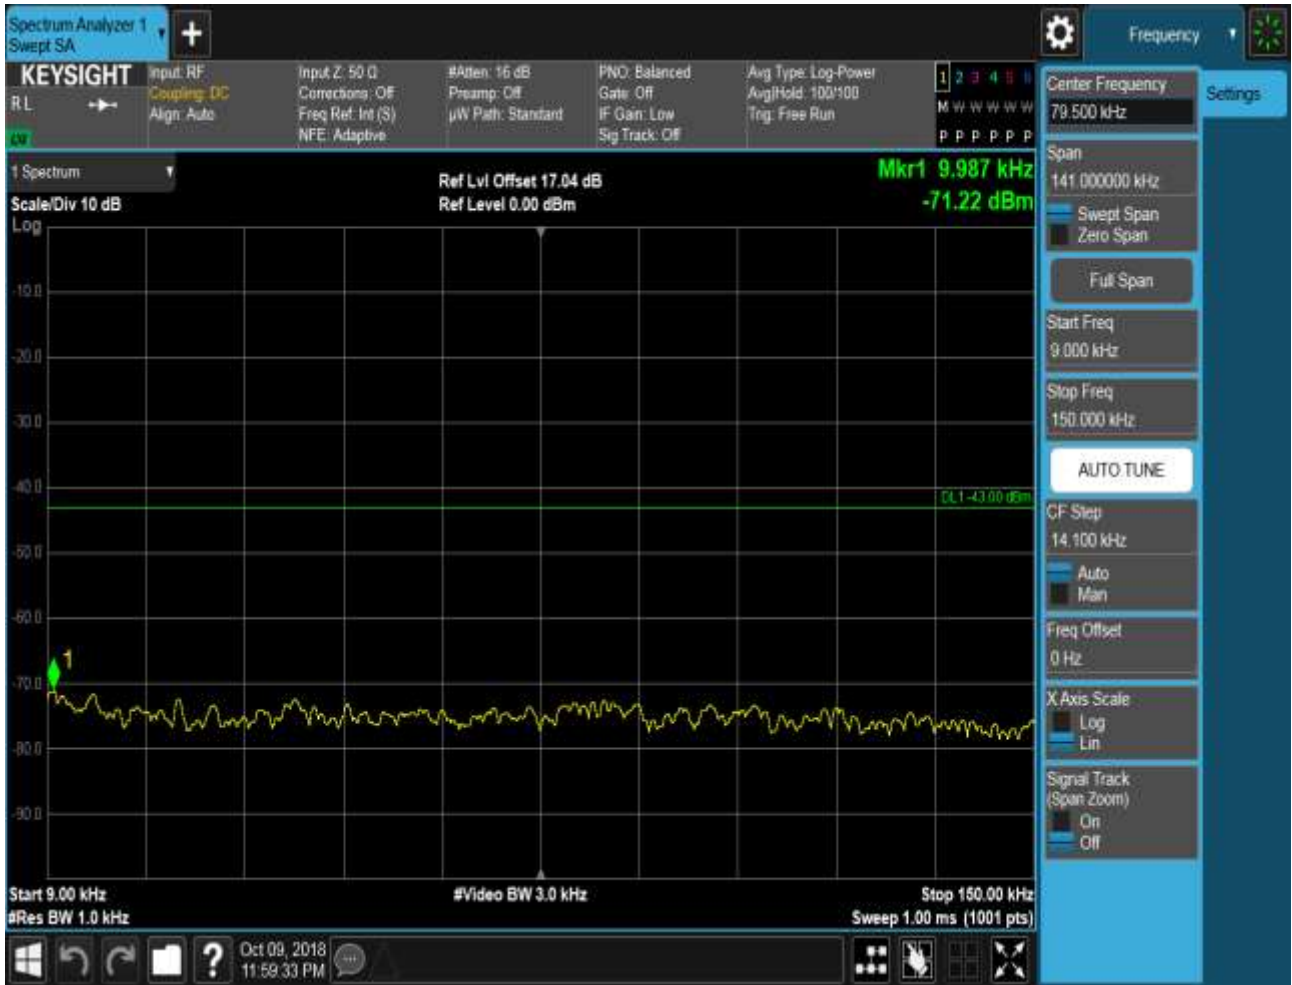 Spectrum Analyzer 1
Swept SA
Frequency
KEYSIGHT
RL
Input: RF
Coupling: DC
Align: Auto
Input Z: 50 Ω
Corrections: Off
Freq Ref: Int (S)
NFE: Adaptive
#Atten: 16 dB
Preamp: Off
µW Path: Standard
PNO: Balanced
Gate: Off
IF Gain: Low
Sig Track: Off
Avg Type: Log-Power
Avg|Hold: 100/100
Trig: Free Run
1 2 3 4 5 6
M W W W W W
P P P P P P
1 Spectrum
Scale/Div 10 dB
Log
Ref Lvl Offset 17.04 dB
Ref Level 0.00 dBm
Mkr1 9.987 kHz
-71.22 dBm
-10.0
-20.0
-30.0
-40.0
DL1 -43.00 dBm
-50.0
-60.0
1
-70.0
-80.0
-90.0
Start 9.00 kHz
#Res BW 1.0 kHz
#Video BW 3.0 kHz
Stop 150.00 kHz
Sweep 1.00 ms (1001 pts)
Center Frequency
79.500 kHz
Settings
Span
141.000000 kHz
Swept Span
Zero Span
Full Span
Start Freq
9.000 kHz
Stop Freq
150.000 kHz
AUTO TUNE
CF Step
14.100 kHz
Auto
Man
Freq Offset
0 Hz
X Axis Scale
Log
Lin
Signal Track
(Span Zoom)
On
Off
?
Oct 09, 2018
11:59:33 PM